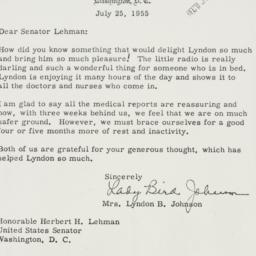 Washington, D. C.
July 25, 1955
Dear Senator Lehman:
How did you know something that would delight Lyndon so much
and bring him so much pleasure! The little radio is really
darling and such a wonderful thing for someone who is in bed.
Lyndon is enjoying it many hours of the day and shows it to
all the doctors and nurses who come in.
I am glad to say all the medical reports are reassuring and
now, with three weeks behind us, we feel that we are on much
safer ground. However, we must brace ourselves for a good
four or five months more of rest and inactivity.
Both of us are grateful for your generous thought, which has
helped Lyndon so much.
Sincerely
Lady Bird Johnson
Mrs. Lyndon B. Johnson
Honorable Herbert H. Lehman
United States Senator
Washington, D. C.